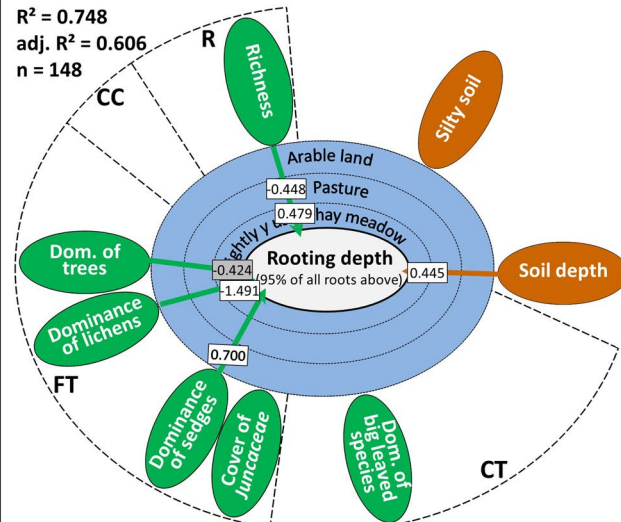 R² = 0.748
adj. R² = 0.606
n = 148
R
CC
Richness
Silty soil
Arable land
-0.448
Pasture
0.479
hay meadow
Dom. of
trees
-0.424
Rooting depth
(95% of all roots above)
0.445
Soil depth
Dominance
of lichens
-1.491
FT
0.700
Dominance
of sedges
Cover of
Juncaceae
Dom. of
big leaved
species
CT